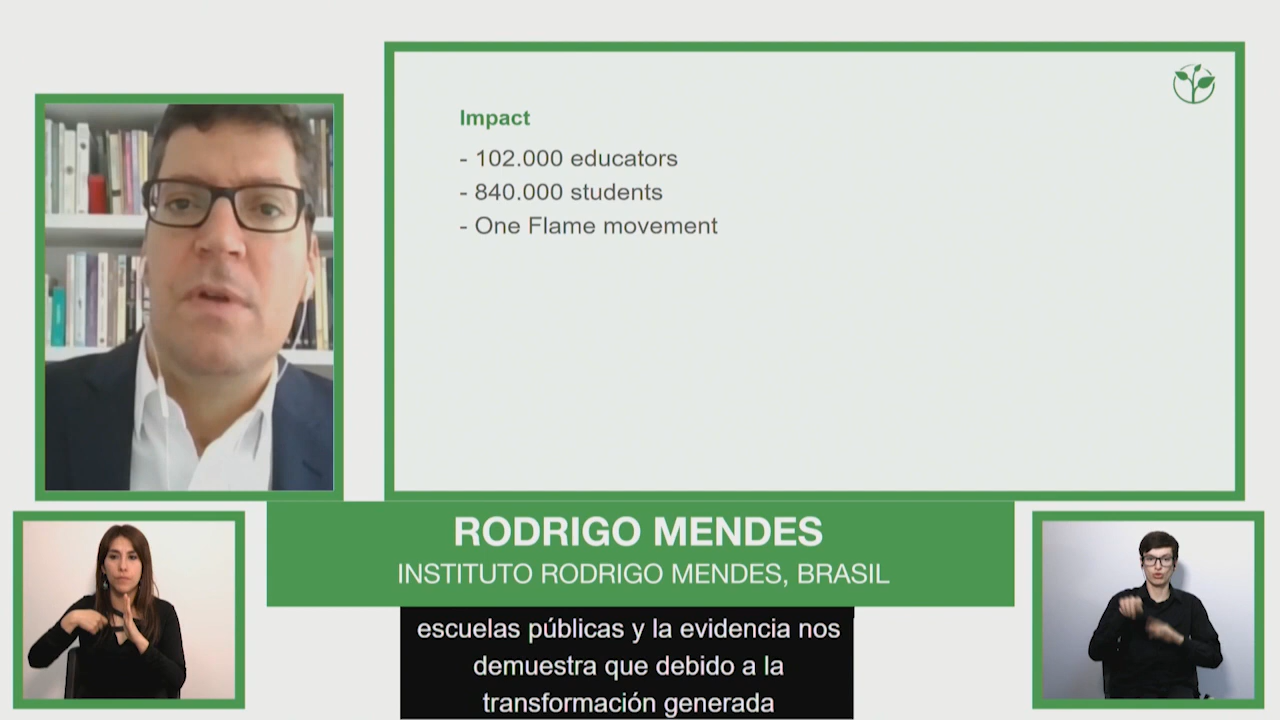 Impact
- 102.000 educators
- 840.000 students
- One Flame movement
RODRIGO MENDES
INSTITUTO RODRIGO MENDES, BRASIL
escuelas públicas y la evidencia nos
demuestra que debido a la
transformación generada